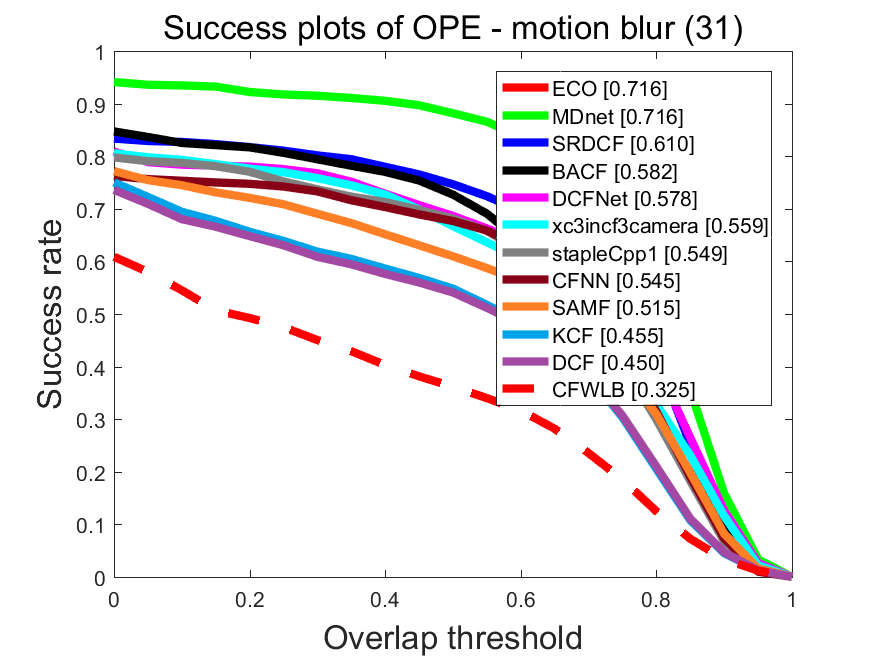 Success plots of OPE - motion blur (31)
1
0.9
0.8
0.7
0.6
0.5
0.4
0.3
0.2
0.1
0
Success rate
ECO [0.716]
MDnet [0.716]
SRDCF [0.610]
BACF [0.582]
DCFNet [0.578]
xc3incf3camera [0.559]
stapleCpp1 [0.549]
CFNN [0.545]
SAMF [0.515]
KCF [0.455]
DCF [0.450]
CFWLB [0.325]
0 0.2 0.4 0.6 0.8 1
Overlap threshold